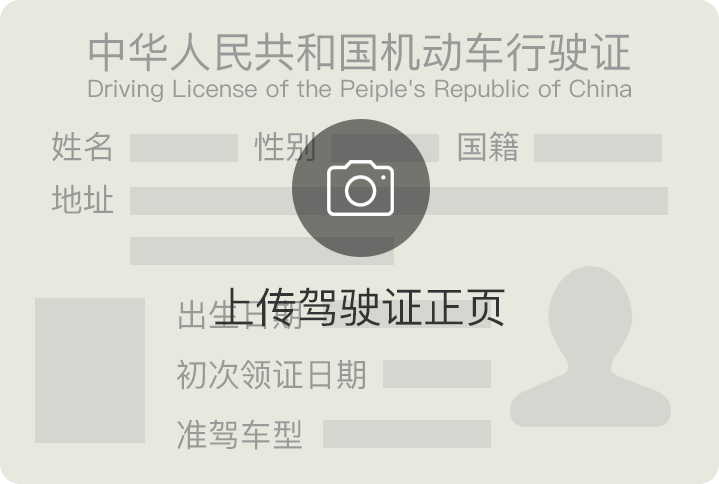 中华人民共和国机动车行驶证
Driving License of the Peiple's Republic of China
姓名 性别 国籍
地址
上传驾驶证正页
出生日期
初次领证日期
准驾车型